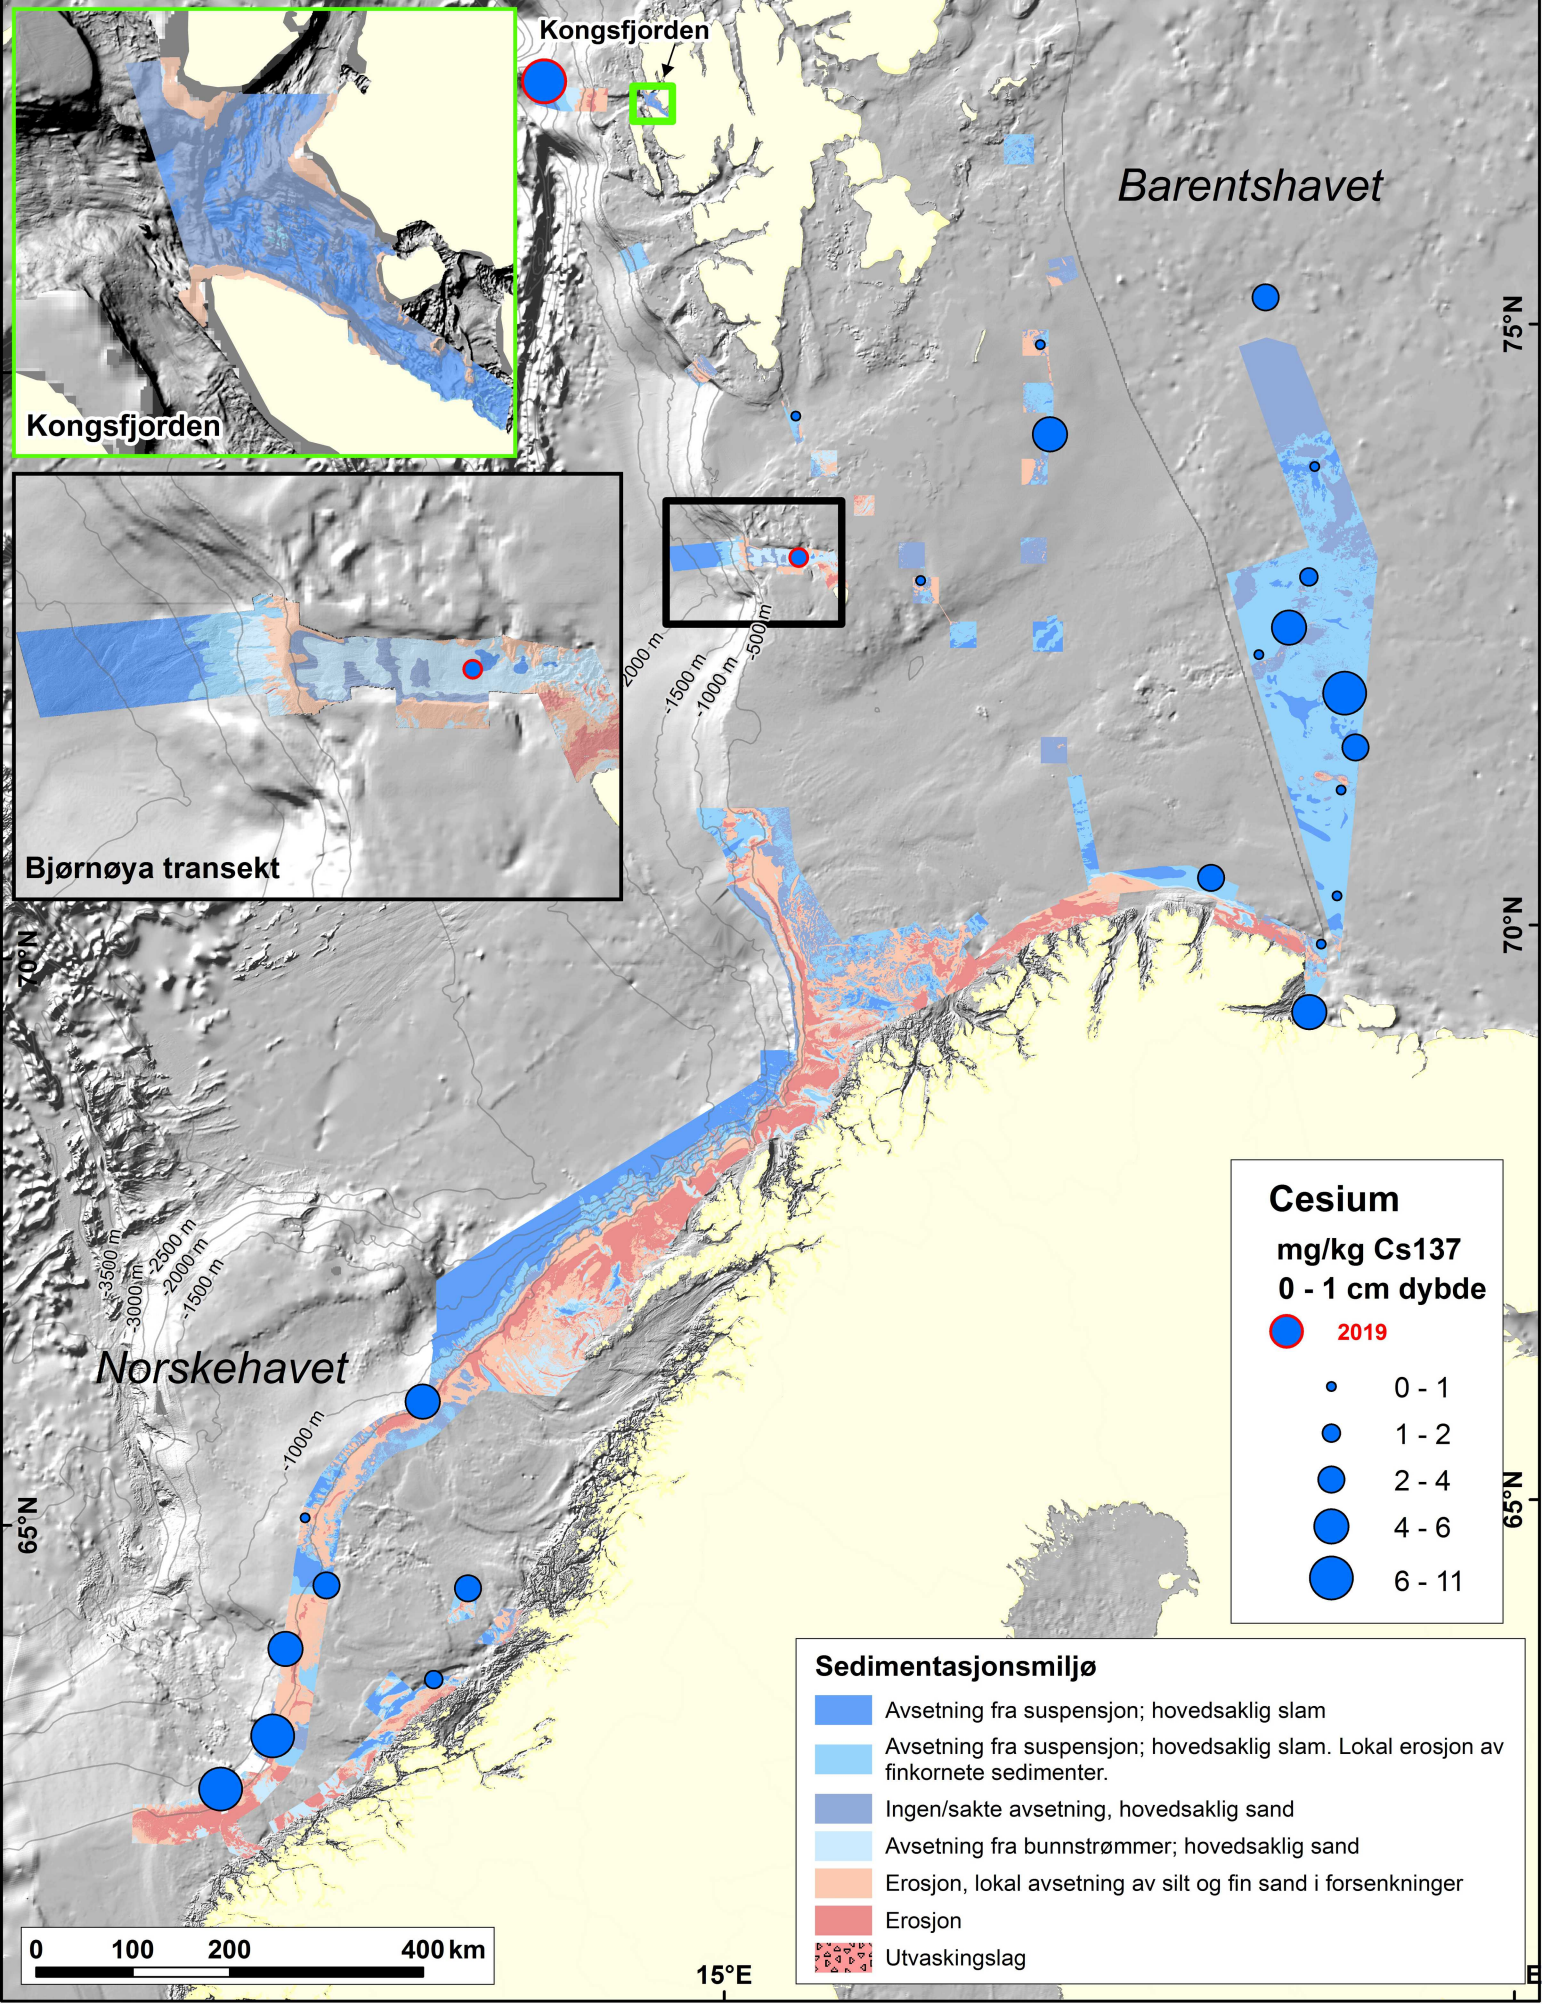 Kongsfjorden
Barentshavet
75°N
Kongsfjorden
-500 m
2000 m
-1500 m
-1000 m
Bjørnøya transekt
70°N
70°N
-3500 m
-3000 m
-2500 m
-2000 m
-1500 m
Norskehavet
-1000 m
65°N
65°N
Cesium
mg/kg Cs137
0 - 1 cm dybde
2019
0 - 1
1 - 2
2 - 4
4 - 6
6 - 11
Sedimentasjonsmiljø
Avsetning fra suspensjon; hovedsaklig slam
Avsetning fra suspensjon; hovedsaklig slam. Lokal erosjon av
finkornete sedimenter.
Ingen/sakte avsetning, hovedsaklig sand
Avsetning fra bunnstrømmer; hovedsaklig sand
Erosjon, lokal avsetning av silt og fin sand i forsenkninger
Erosjon
Utvaskingslag
0 100 200 400 km
15°E
E